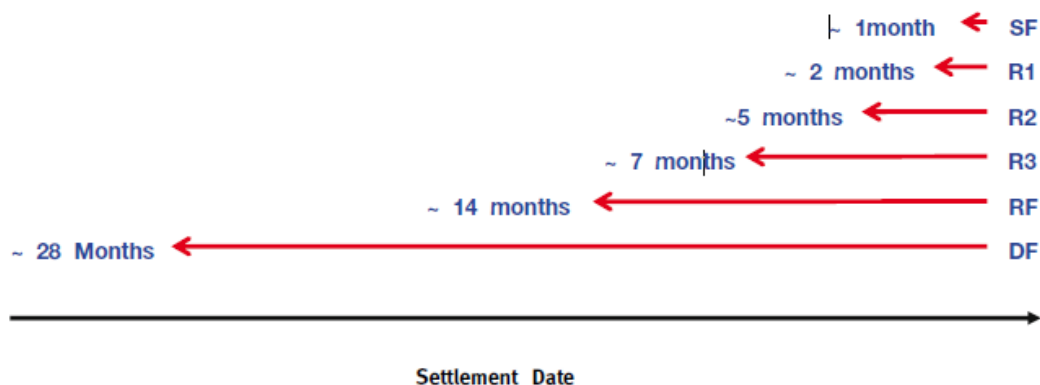 ~ 1month SF
~ 2 months R1
~5 months R2
~ 7 months R3
~ 14 months RF
~ 28 Months DF
Settlement Date